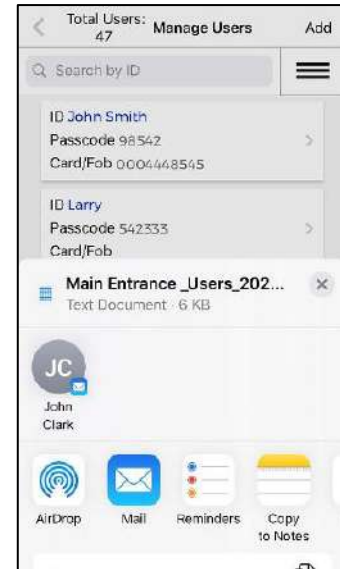 Total Users:
47
Manage Users
Add
Search by ID
ID John Smith
Passcode 98542
Card/Fob 0004448545
ID Larry
Passcode 542333
Card/Fob
Main Entrance _Users_202...
Text Document · 6 KB
JC
John
Clark
AirDrop
Mail
Reminders
Copy
to Notes